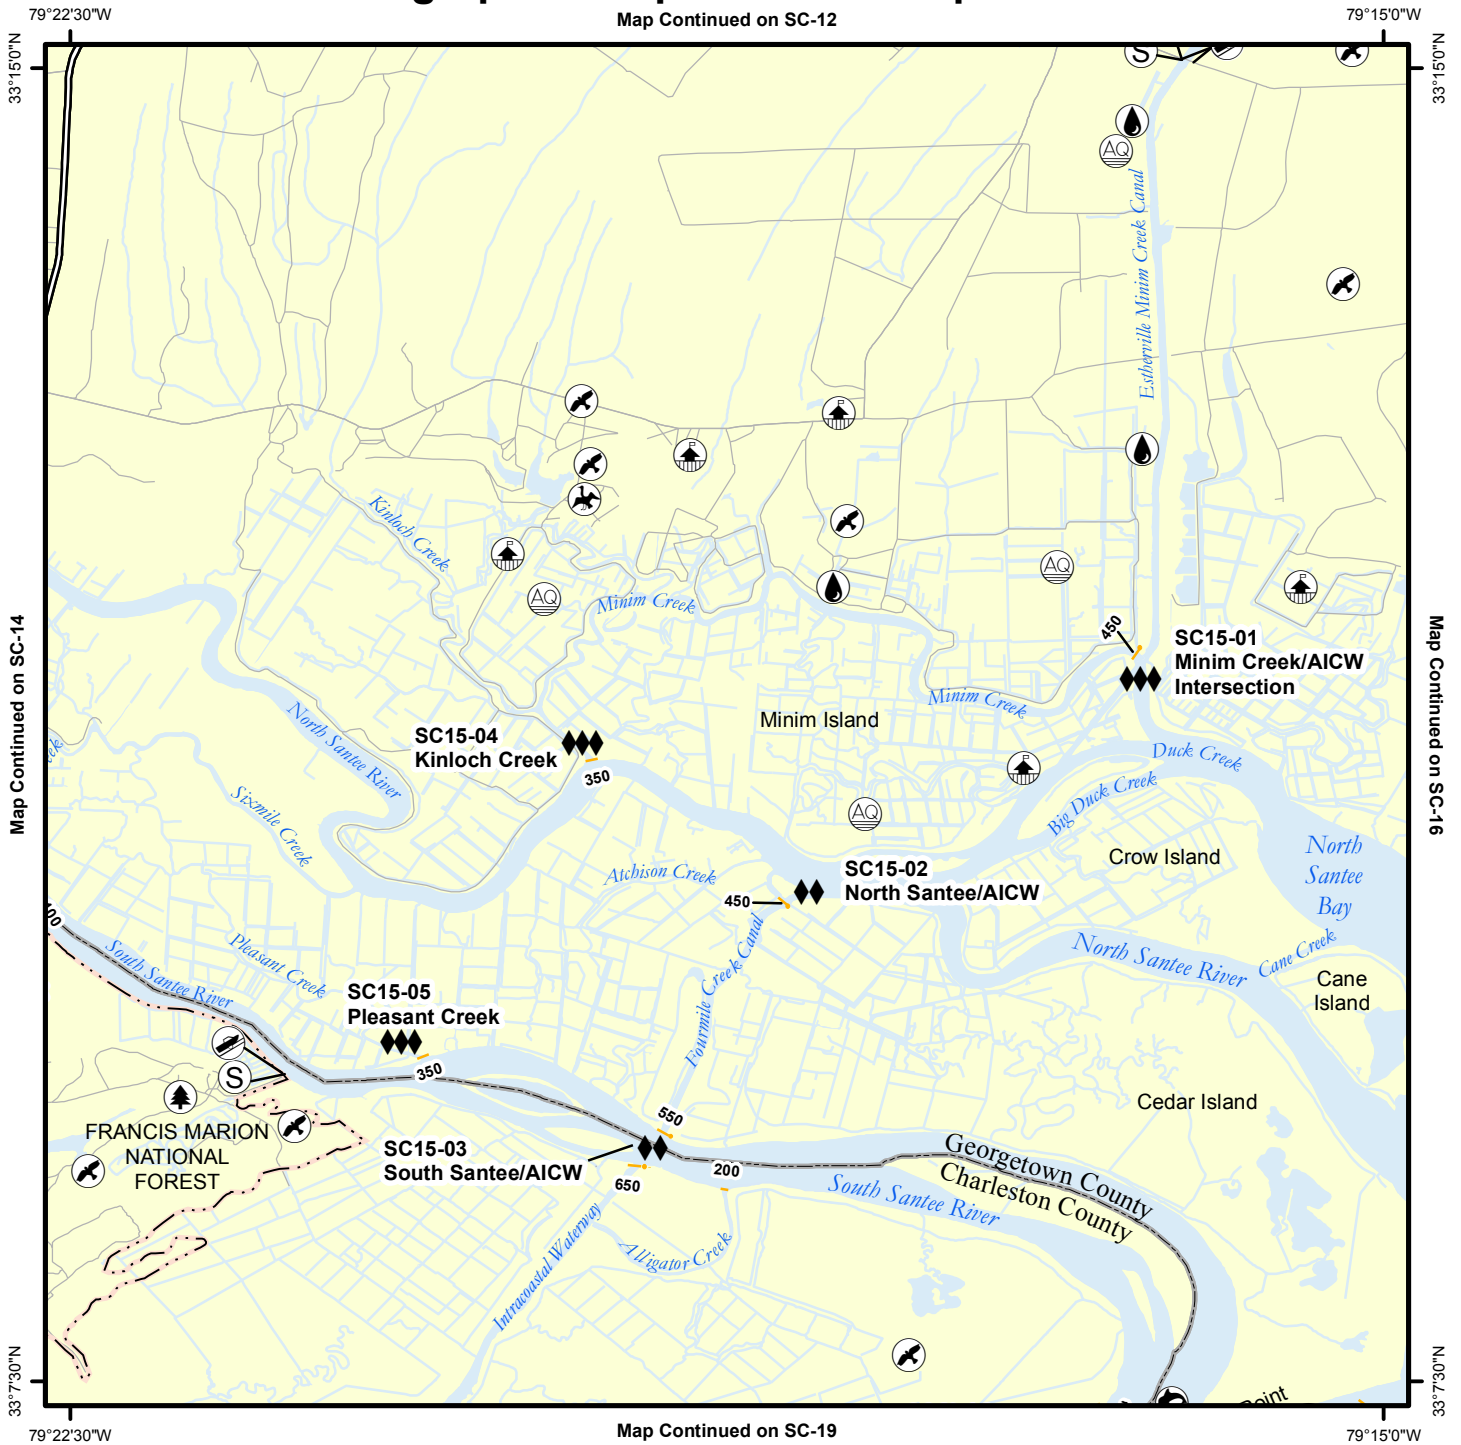 Map Continued on SC-12
79°22'30"W
79°15'0"W
33°15'0"N
33°15'0"N
S
AQ
Estherville Minim Creek Canal
Kinloch Creek
AQ
AQ
Minim Creek
450
SC15-01
Minim Creek/AICW
Intersection
Map Continued on SC-14
Map Continued on SC-16
Minim Creek
Minim Island
North Santee River
SC15-04
Kinloch Creek
350
Duck Creek
Big Duck Creek
Sixmile Creek
AQ
Crow Island
North
Santee
Bay
Atchison Creek
SC15-02
North Santee/AICW
450
Fourmile Creek Canal
North Santee River
Cane Creek
Cane
Island
South Santee River
Pleasant Creek
SC15-05
Pleasant Creek
350
S
Cedar Island
FRANCIS MARION
NATIONAL
FOREST
550
SC15-03
South Santee/AICW
200
650
Georgetown County
Charleston County
South Santee River
Alligator Creek
Intracoastal Waterway
33°7'30"N
33°7'30"N
79°22'30"W
79°15'0"W
Map Continued on SC-19